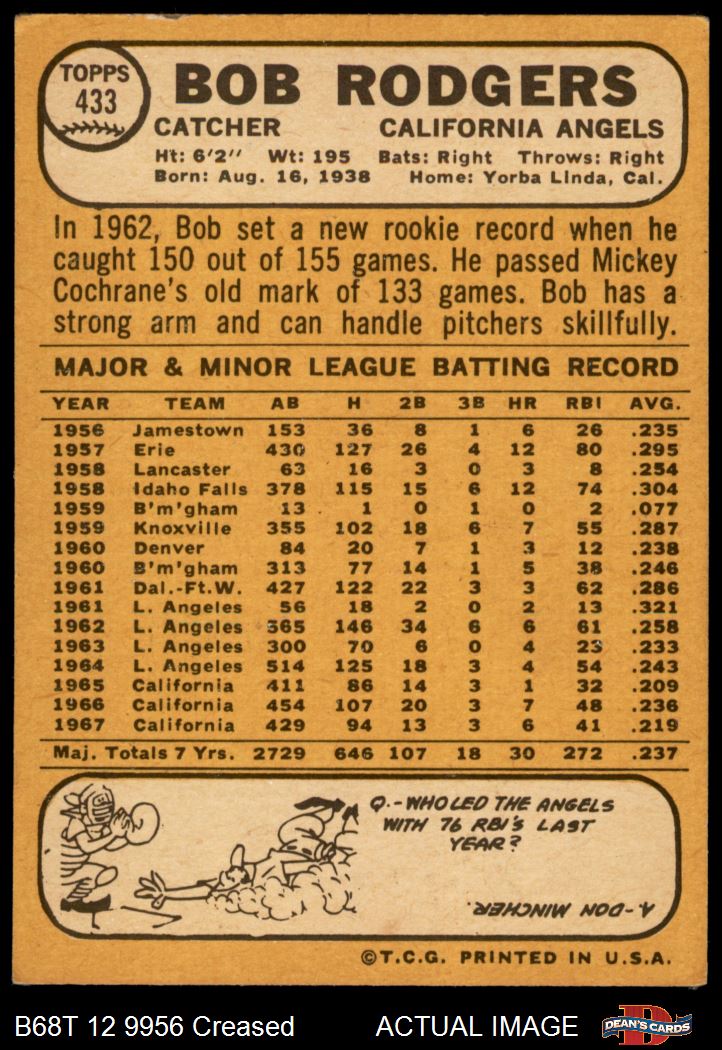 TOPPS
433
BOB RODGERS
CATCHER CALIFORNIA ANGELS
Ht: 6'2" Wt: 195 Bats: Right Throws: Right
Born: Aug. 16, 1938 Home: Yorba Linda, Cal.
In 1962, Bob set a new rookie record when he
caught 150 out of 155 games. He passed Mickey
Cochrane's old mark of 133 games. Bob has a
strong arm and can handle pitchers skillfully.
MAJOR & MINOR LEAGUE BATTING RECORD
YEAR TEAM AB H 2B 3B HR RBI AVG.
1956 Jamestown 153 36 8 1 6 26 .235
1957 Erie 430 127 26 4 12 80 .295
1958 Lancaster 63 16 3 0 3 8 .254
1958 Idaho Falls 378 115 15 6 12 74 .304
1959 B'm'gham 13 1 0 1 0 2 .077
1959 Knoxville 355 102 18 6 7 55 .287
1960 Denver 84 20 7 1 3 12 .238
1960 B'm'gham 313 77 14 1 5 38 .246
1961 Dal.-Ft.W. 427 122 22 3 3 62 .286
1961 L. Angeles 56 18 2 0 2 13 .321
1962 L. Angeles 565 146 34 6 6 61 .258
1963 L. Angeles 300 70 6 0 4 23 .233
1964 L. Angeles 514 125 18 3 4 54 .243
1965 California 411 86 14 3 1 32 .209
1966 California 454 107 20 3 7 48 .236
1967 California 429 94 13 3 6 41 .219
Maj. Totals 7 Yrs. 2729 646 107 18 30 272 .237
Q.-WHO LED THE ANGELS
WITH 76 RBI'S LAST
YEAR?
A-DON MINCHER.
©T.C.G. PRINTED IN U.S.A.
B68T 12 9956 Creased ACTUAL IMAGE
D
DEAN'S CARDS